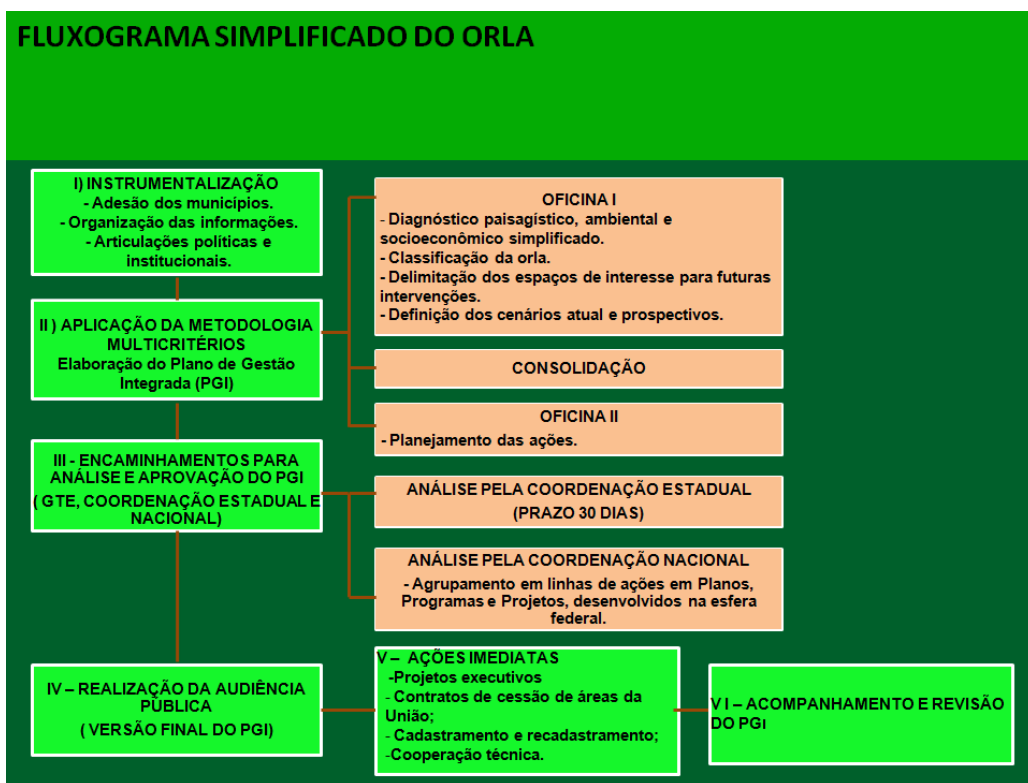 FLUXOGRAMA SIMPLIFICADO DO ORLA
I) INSTRUMENTALIZAÇÃO
- Adesão dos municípios.
- Organização das informações.
- Articulações políticas e
institucionais.
II ) APLICAÇÃO DA METODOLOGIA
MULTICRITÉRIOS
Elaboração do Plano de Gestão
Integrada (PGI)
OFICINA I
- Diagnóstico paisagístico, ambiental e
socioeconômico simplificado.
- Classificação da orla.
- Delimitação dos espaços de interesse para futuras
intervenções.
- Definição dos cenários atual e prospectivos.
CONSOLIDAÇÃO
OFICINA II
- Planejamento das ações.
III - ENCAMINHAMENTOS PARA
ANÁLISE E APROVAÇÃO DO PGI
( GTE, COORDENAÇÃO ESTADUAL E
NACIONAL)
ANÁLISE PELA COORDENAÇÃO ESTADUAL
(PRAZO 30 DIAS)
ANÁLISE PELA COORDENAÇÃO NACIONAL
- Agrupamento em linhas de ações em Planos,
Programas e Projetos, desenvolvidos na esfera
federal.
IV – REALIZAÇÃO DA AUDIÊNCIA
PÚBLICA
( VERSÃO FINAL DO PGI)
V – AÇÕES IMEDIATAS
-Projetos executivos
- Contratos de cessão de áreas da
União;
- Cadastramento e recadastramento;
-Cooperação técnica.
V I – ACOMPANHAMENTO E REVISÃO
DO PGI